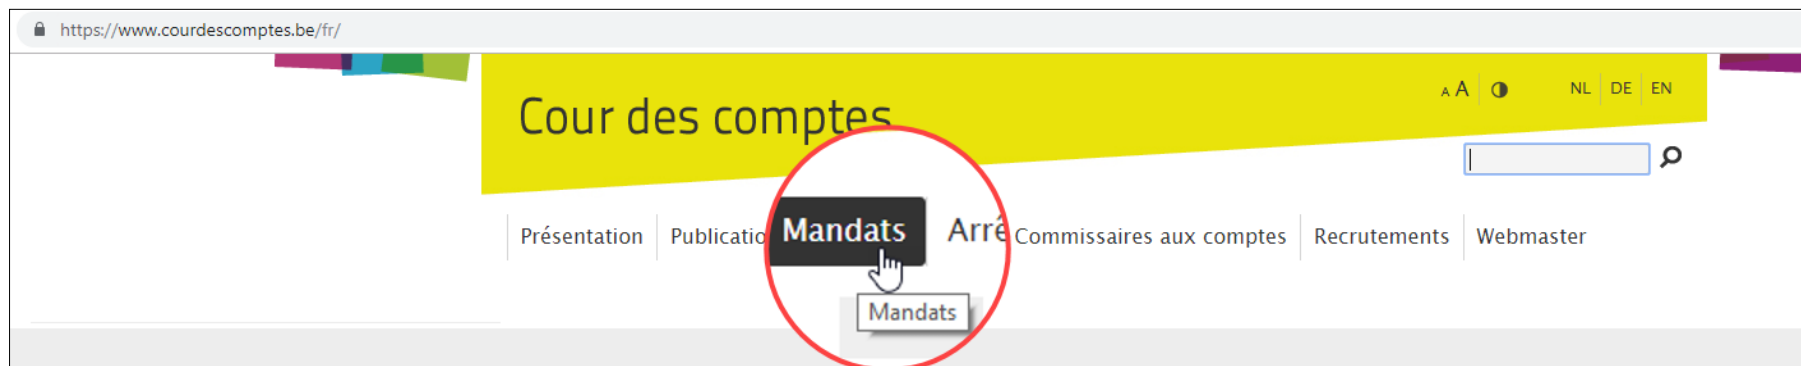 https://www.courdescomptes.be/fr/
A A NL DE EN
Cour des comptes
Présentation Mandats Commissaires aux comptes Recrutements Webmaster
Mandats